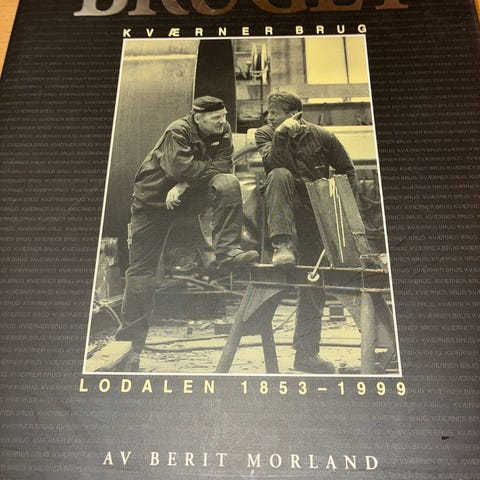 BRUGET
KVÆRNER BRUG
LODALEN 1853–1999
AV BERIT MORLAND